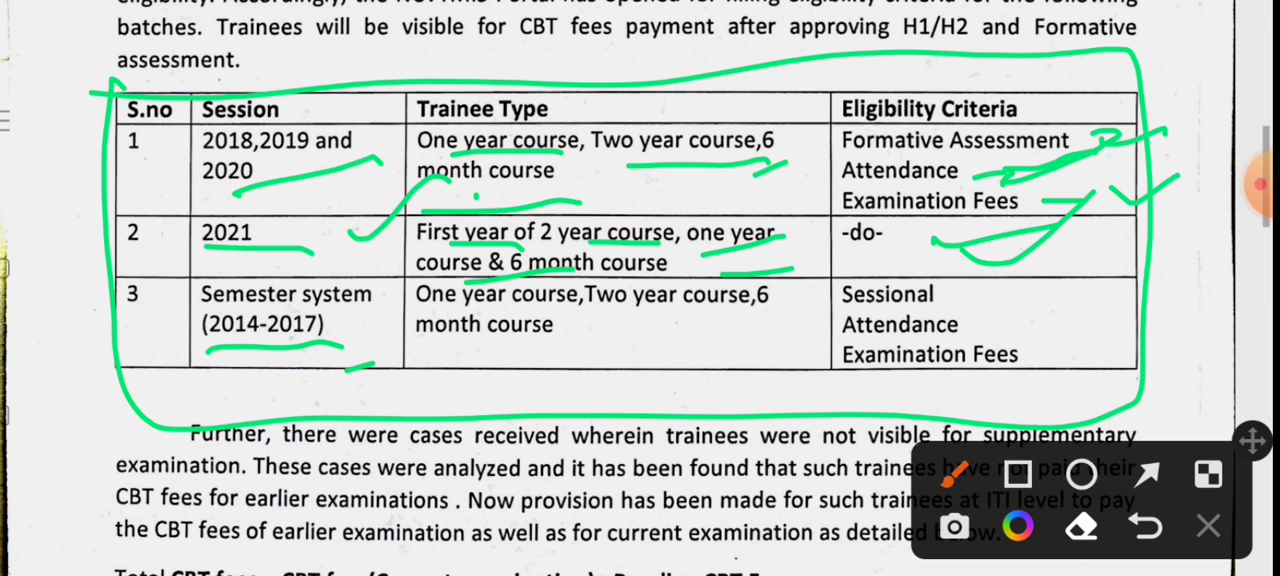 batches. Trainees will be visible for CBT fees payment after approving H1/H2 and Formative
assessment.
S.no Session Trainee Type Eligibility Criteria
1 2018,2019 and 2020 One year course, Two year course,6 month course Formative Assessment Attendance Examination Fees
2 2021 First year of 2 year course, one year course & 6 month course -do-
3 Semester system (2014-2017) One year course,Two year course,6 month course Sessional Attendance Examination Fees
Further, there were cases received wherein trainees were not visible for supplementary
examination. These cases were analyzed and it has been found that such trainees have not paid their
CBT fees for earlier examinations . Now provision has been made for such trainees at ITI level to pay
the CBT fees of earlier examination as well as for current examination as detailed below.